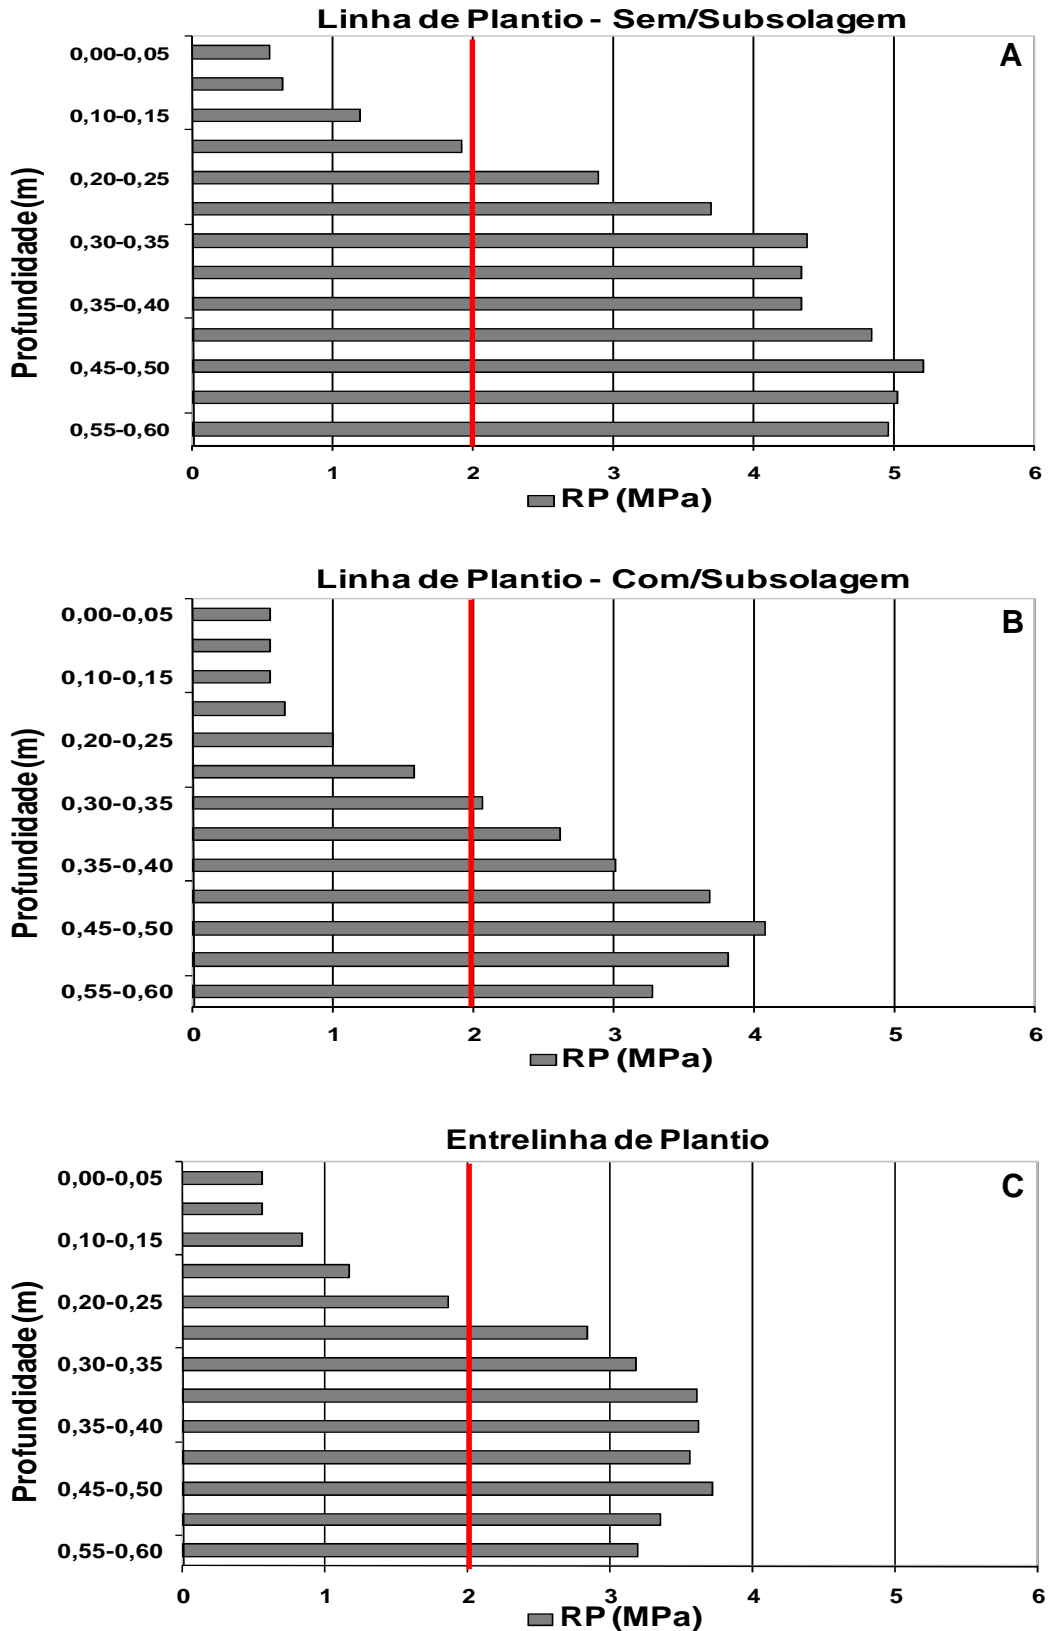 Linha de Plantio - Sem/Subsolagem
A
Profundidade(m)
0,00-0,05
0,10-0,15
0,20-0,25
0,30-0,35
0,35-0,40
0,45-0,50
0,55-0,60
0 1 2 3 4 5 6
RP (MPa)
Linha de Plantio - Com/Subsolagem
B
Profundidade(m)
0,00-0,05
0,10-0,15
0,20-0,25
0,30-0,35
0,35-0,40
0,45-0,50
0,55-0,60
0 1 2 3 4 5 6
RP (MPa)
Entrelinha de Plantio
C
Profundidade(m)
0,00-0,05
0,10-0,15
0,20-0,25
0,30-0,35
0,35-0,40
0,45-0,50
0,55-0,60
0 1 2 3 4 5 6
RP (MPa)